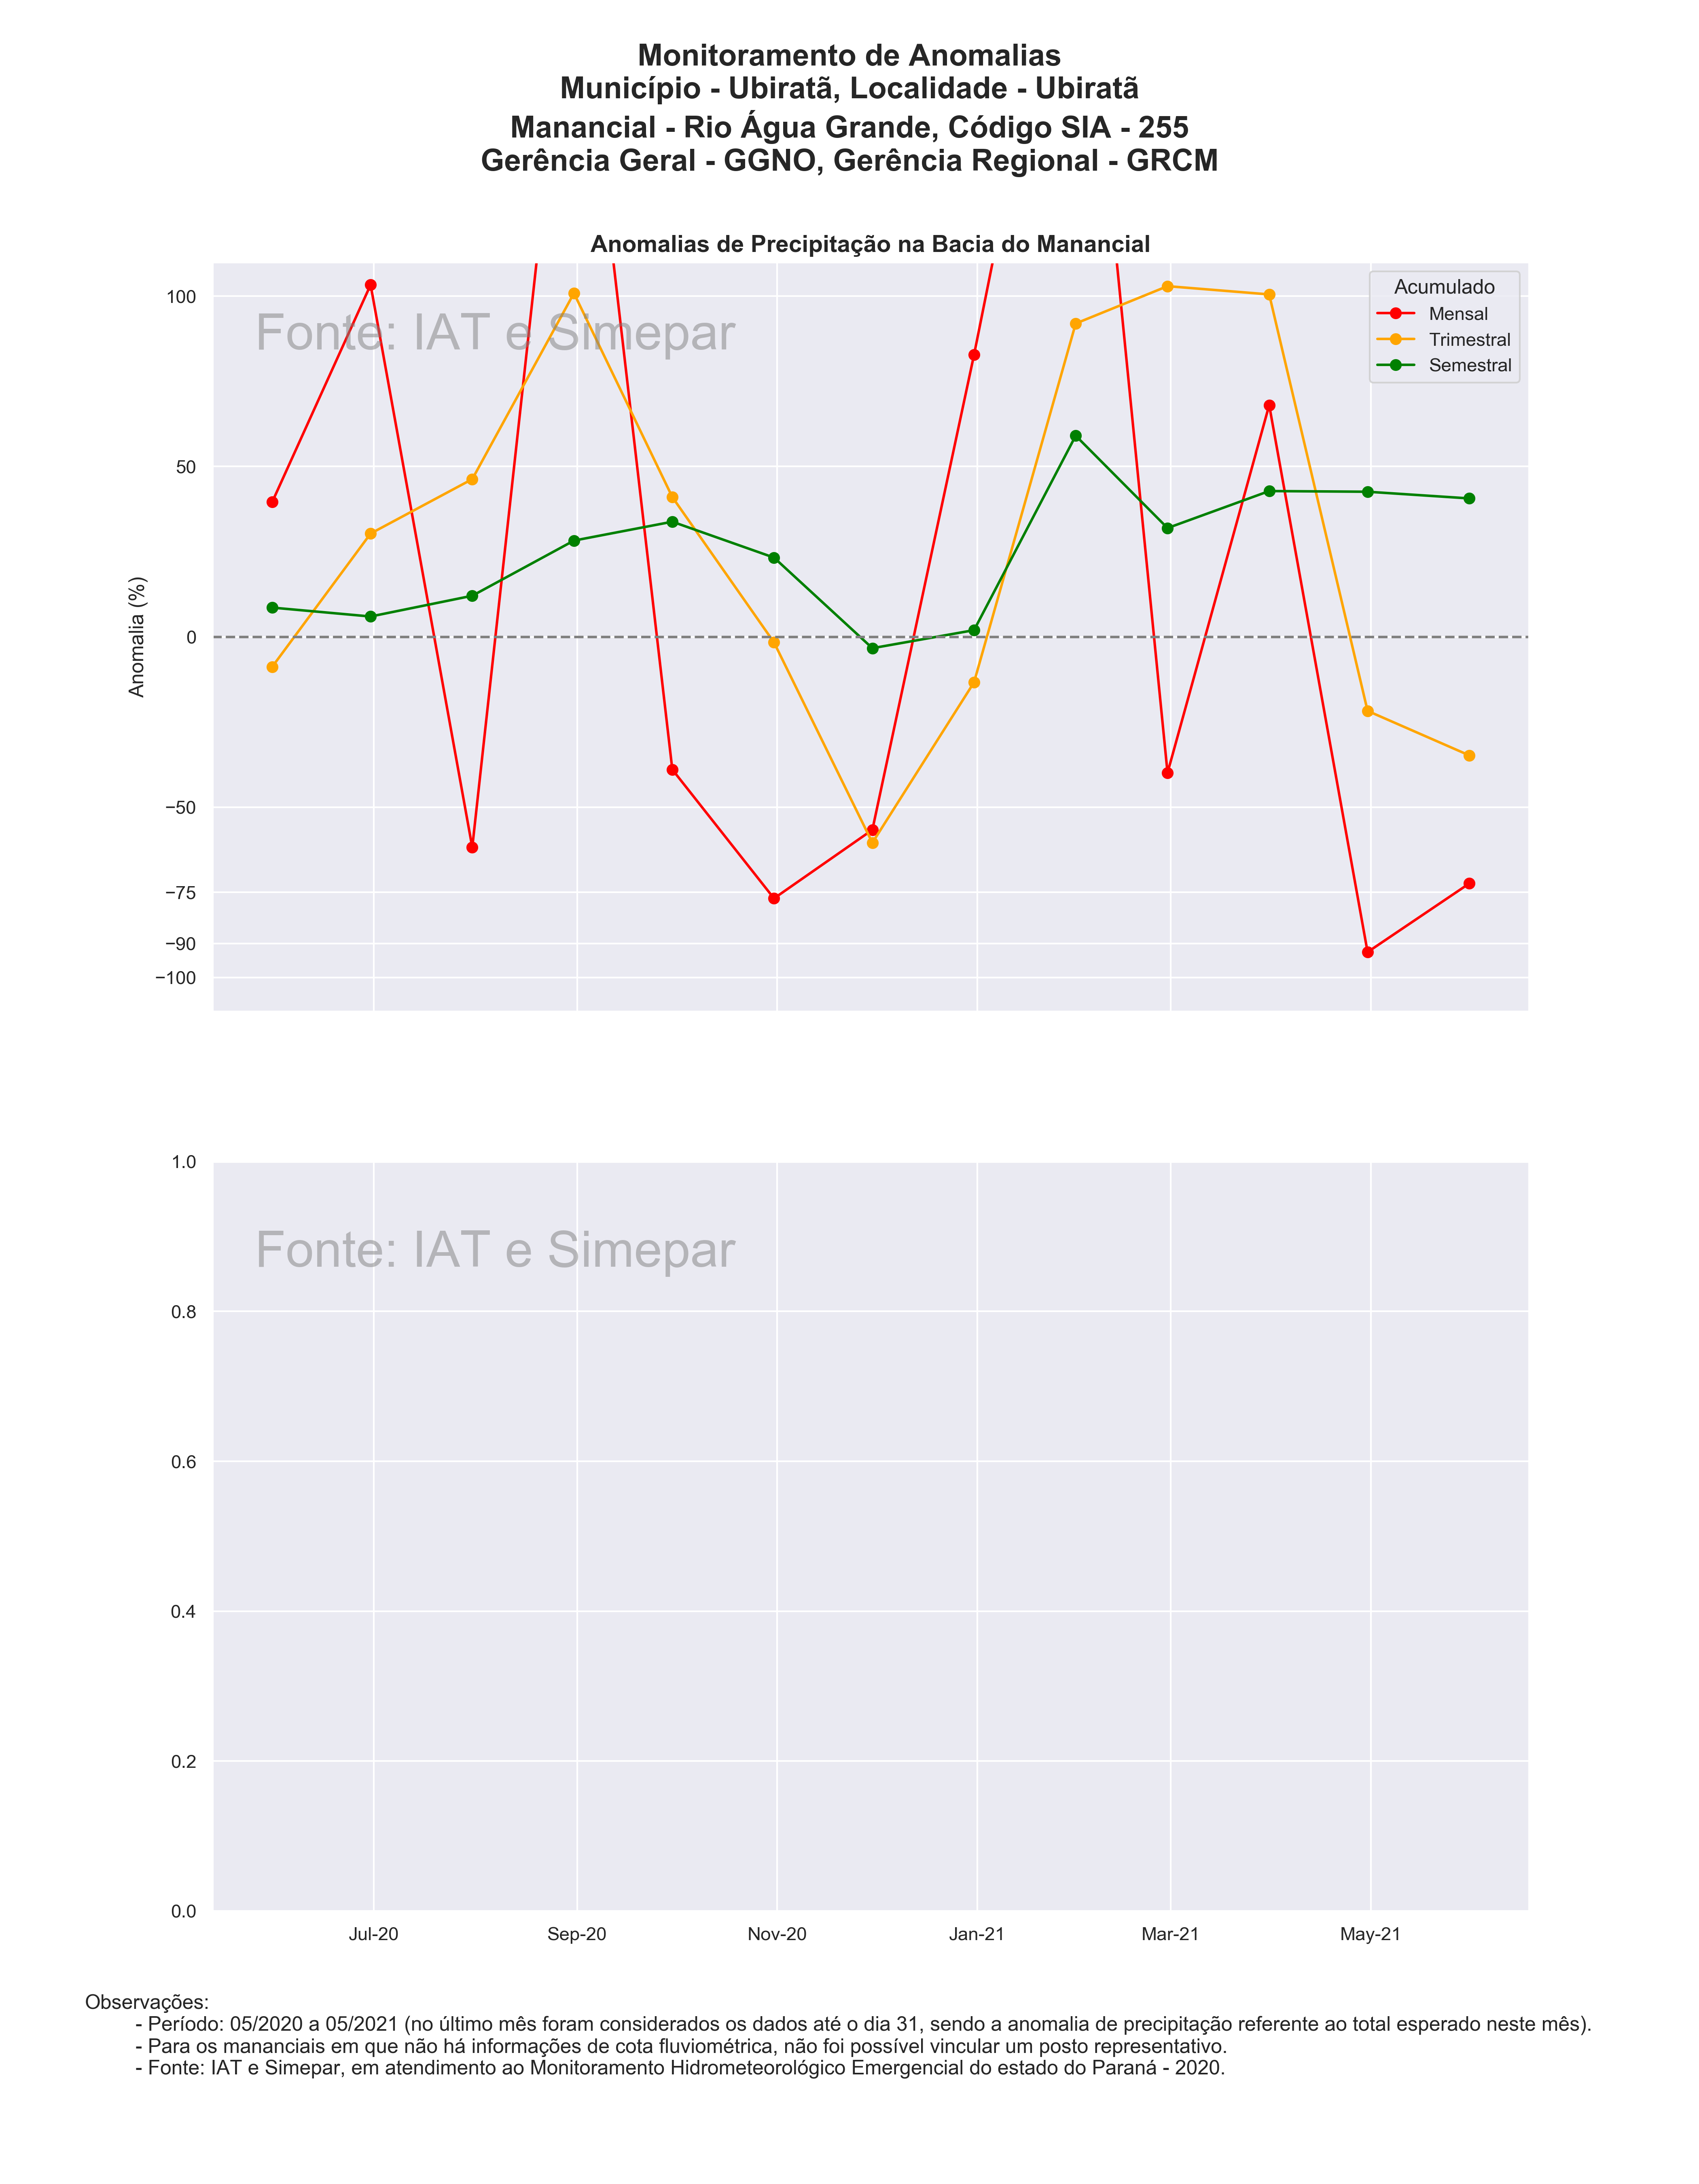 Monitoramento de Anomalias
Município - Ubiratã, Localidade - Ubiratã
Manancial - Rio Água Grande, Código SIA - 255
Gerência Geral - GGNO, Gerência Regional - GRCM
Anomalias de Precipitação na Bacia do Manancial
Fonte: IAT e Simepar
Acumulado
Mensal
Trimestral
Semestral
Anomalia (%)
100
50
0
−50
−75
−90
−100
Fonte: IAT e Simepar
1.0
0.8
0.6
0.4
0.2
0.0
Jul-20 Sep-20 Nov-20 Jan-21 Mar-21 May-21
Observações:
- Período: 05/2020 a 05/2021 (no último mês foram considerados os dados até o dia 31, sendo a anomalia de precipitação referente ao total esperado neste mês).
- Para os mananciais em que não há informações de cota fluviométrica, não foi possível vincular um posto representativo.
- Fonte: IAT e Simepar, em atendimento ao Monitoramento Hidrometeorológico Emergencial do estado do Paraná - 2020.